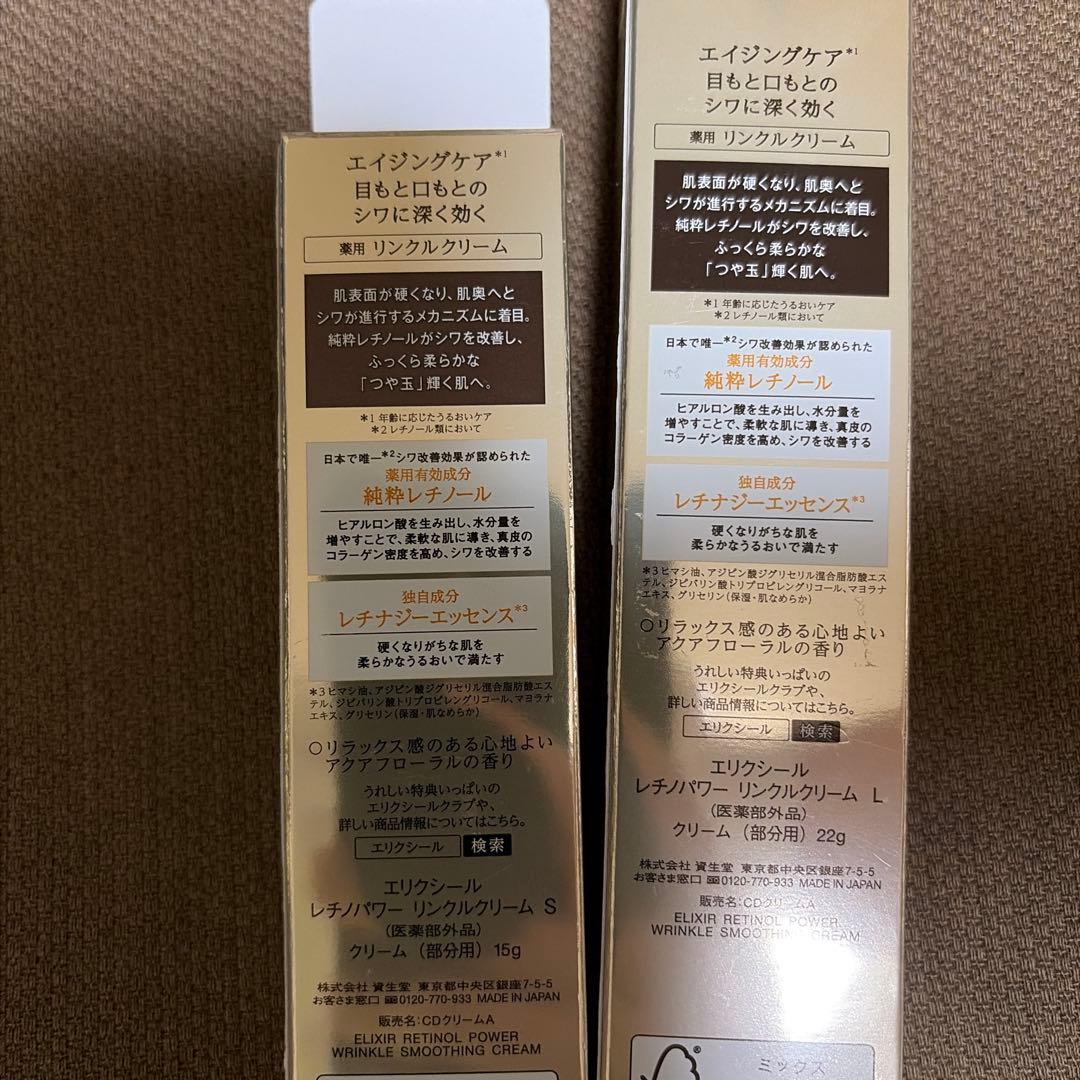 エイジングケア*1
目もと口もとの
シワに深く効く
薬用 リンクルクリーム
肌表面が硬くなり、肌奥へと
シワが進行するメカニズムに着目。
純粋レチノールがシワを改善し、
ふっくら柔らかな
「つや玉」輝く肌へ。
*1 年齢に応じたうるおいケア
*2 レチノール類において
日本で唯一*2シワ改善効果が認められた
薬用有効成分
純粋レチノール
ヒアルロン酸を生み出し、水分量を
増やすことで、柔軟な肌に導き、真皮の
コラーゲン密度を高め、シワを改善する
独自成分
レチナジーエッセンス*3
硬くなりがちな肌を
柔らかなうるおいで満たす
*3 ヒマシ油、アジピン酸ジグリセリル混合脂肪酸エス
テル、ジピバリン酸トリプロピレングリコール、マヨラナ
エキス、グリセリン(保湿・肌なめらか)
○リラックス感のある心地よい
アクアフローラルの香り
うれしい特典いっぱいの
エリクシールクラブや、
詳しい商品情報についてはこちら。
エリクシール 検索
エリクシール
レチノパワー リンクルクリーム S
(医薬部外品)
クリーム (部分用) 15g
株式会社 資生堂 東京都中央区銀座7-5-5
お客さま窓口 0120-770-933 MADE IN JAPAN
販売名:CDクリームA
ELIXIR RETINOL POWER
WRINKLE SMOOTHING CREAM
エイジングケア*1
目もと口もとの
シワに深く効く
薬用 リンクルクリーム
肌表面が硬くなり、肌奥へと
シワが進行するメカニズムに着目。
純粋レチノールがシワを改善し、
ふっくら柔らかな
「つや玉」輝く肌へ。
*1 年齢に応じたうるおいケア
*2 レチノール類において
日本で唯一*2シワ改善効果が認められた
薬用有効成分
純粋レチノール
ヒアルロン酸を生み出し、水分量を
増やすことで、柔軟な肌に導き、真皮の
コラーゲン密度を高め、シワを改善する
独自成分
レチナジーエッセンス*3
硬くなりがちな肌を
柔らかなうるおいで満たす
*3 ヒマシ油、アジピン酸ジグリセリル混合脂肪酸エス
テル、ジピバリン酸トリプロピレングリコール、マヨラナ
エキス、グリセリン(保湿・肌なめらか)
○リラックス感のある心地よい
アクアフローラルの香り
うれしい特典いっぱいの
エリクシールクラブや、
詳しい商品情報についてはこちら。
エリクシール 検索
エリクシール
レチノパワー リンクルクリーム L
(医薬部外品)
クリーム (部分用) 22g
株式会社 資生堂 東京都中央区銀座7-5-5
お客さま窓口 0120-770-933 MADE IN JAPAN
販売名:CDクリームA
ELIXIR RETINOL POWER
WRINKLE SMOOTHING CREAM
®
ミックス